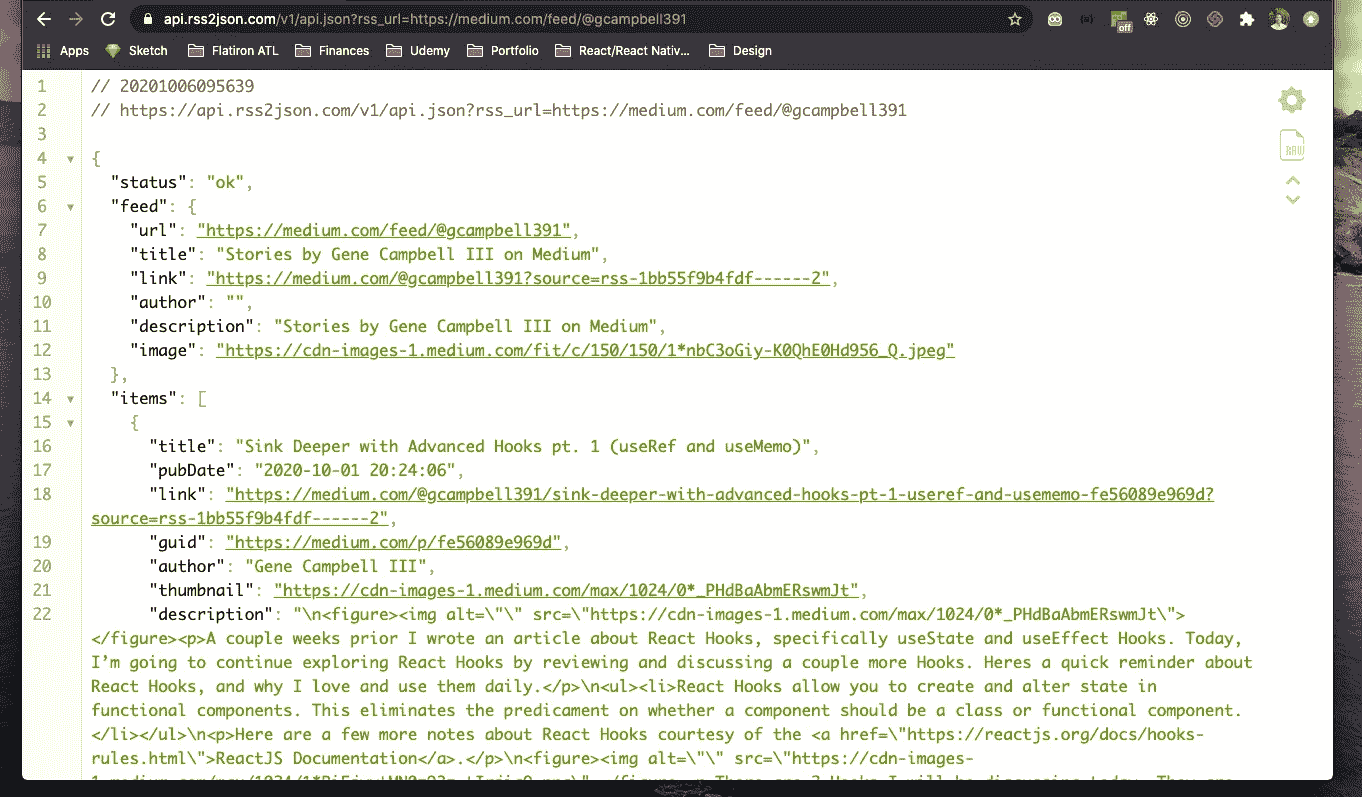 api.rss2json.com/v1/api.json?rss_url=https://medium.com/feed/@gcampbell391
off
Apps Sketch Flatiron ATL Finances Udemy Portfolio React/React Nativ... Design
1 // 20201006095639
2 // https://api.rss2json.com/v1/api.json?rss_url=https://medium.com/feed/@gcampbell391
3
4 {
5 "status": "ok",
6 "feed": {
7 "url": "https://medium.com/feed/@gcampbell391",
8 "title": "Stories by Gene Campbell III on Medium",
9 "link": "https://medium.com/@gcampbell391?source=rss-1bb55f9b4fdf------2",
10 "author": "",
11 "description": "Stories by Gene Campbell III on Medium",
12 "image": "https://cdn-images-1.medium.com/fit/c/150/150/1*nbC3oGiy-K0QhE0Hd956_Q.jpeg"
13 },
14 "items": [
15 {
16 "title": "Sink Deeper with Advanced Hooks pt. 1 (useRef and useMemo)",
17 "pubDate": "2020-10-01 20:24:06",
18 "link": "https://medium.com/@gcampbell391/sink-deeper-with-advanced-hooks-pt-1-useref-and-usememo-fe56089e969d?
source=rss-1bb55f9b4fdf------2",
19 "guid": "https://medium.com/p/fe56089e969d",
20 "author": "Gene Campbell III",
21 "thumbnail": "https://cdn-images-1.medium.com/max/1024/0*_PHdBaAbmERswmJt",
22 "description": "\n<figure><img alt=\"\" src=\"https://cdn-images-1.medium.com/max/1024/0*_PHdBaAbmERswmJt\">
</figure><p>A couple weeks prior I wrote an article about React Hooks, specifically useState and useEffect Hooks. Today,
I’m going to continue exploring React Hooks by reviewing and discussing a couple more Hooks. Heres a quick reminder about
React Hooks, and why I love and use them daily.</p>\n<ul><li>React Hooks allow you to create and alter state in
functional components. This eliminates the predicament on whether a component should be a class or functional component.
</li></ul>\n<p>Here are a few more notes about React Hooks courtesy of the <a href=\"https://reactjs.org/docs/hooks-
rules.html\">ReactJS Documentation</a>.</p>\n<figure><img alt=\"\" src=\"https://cdn-images-
There are 3 Hooks I will be discussing today. They are
RAW